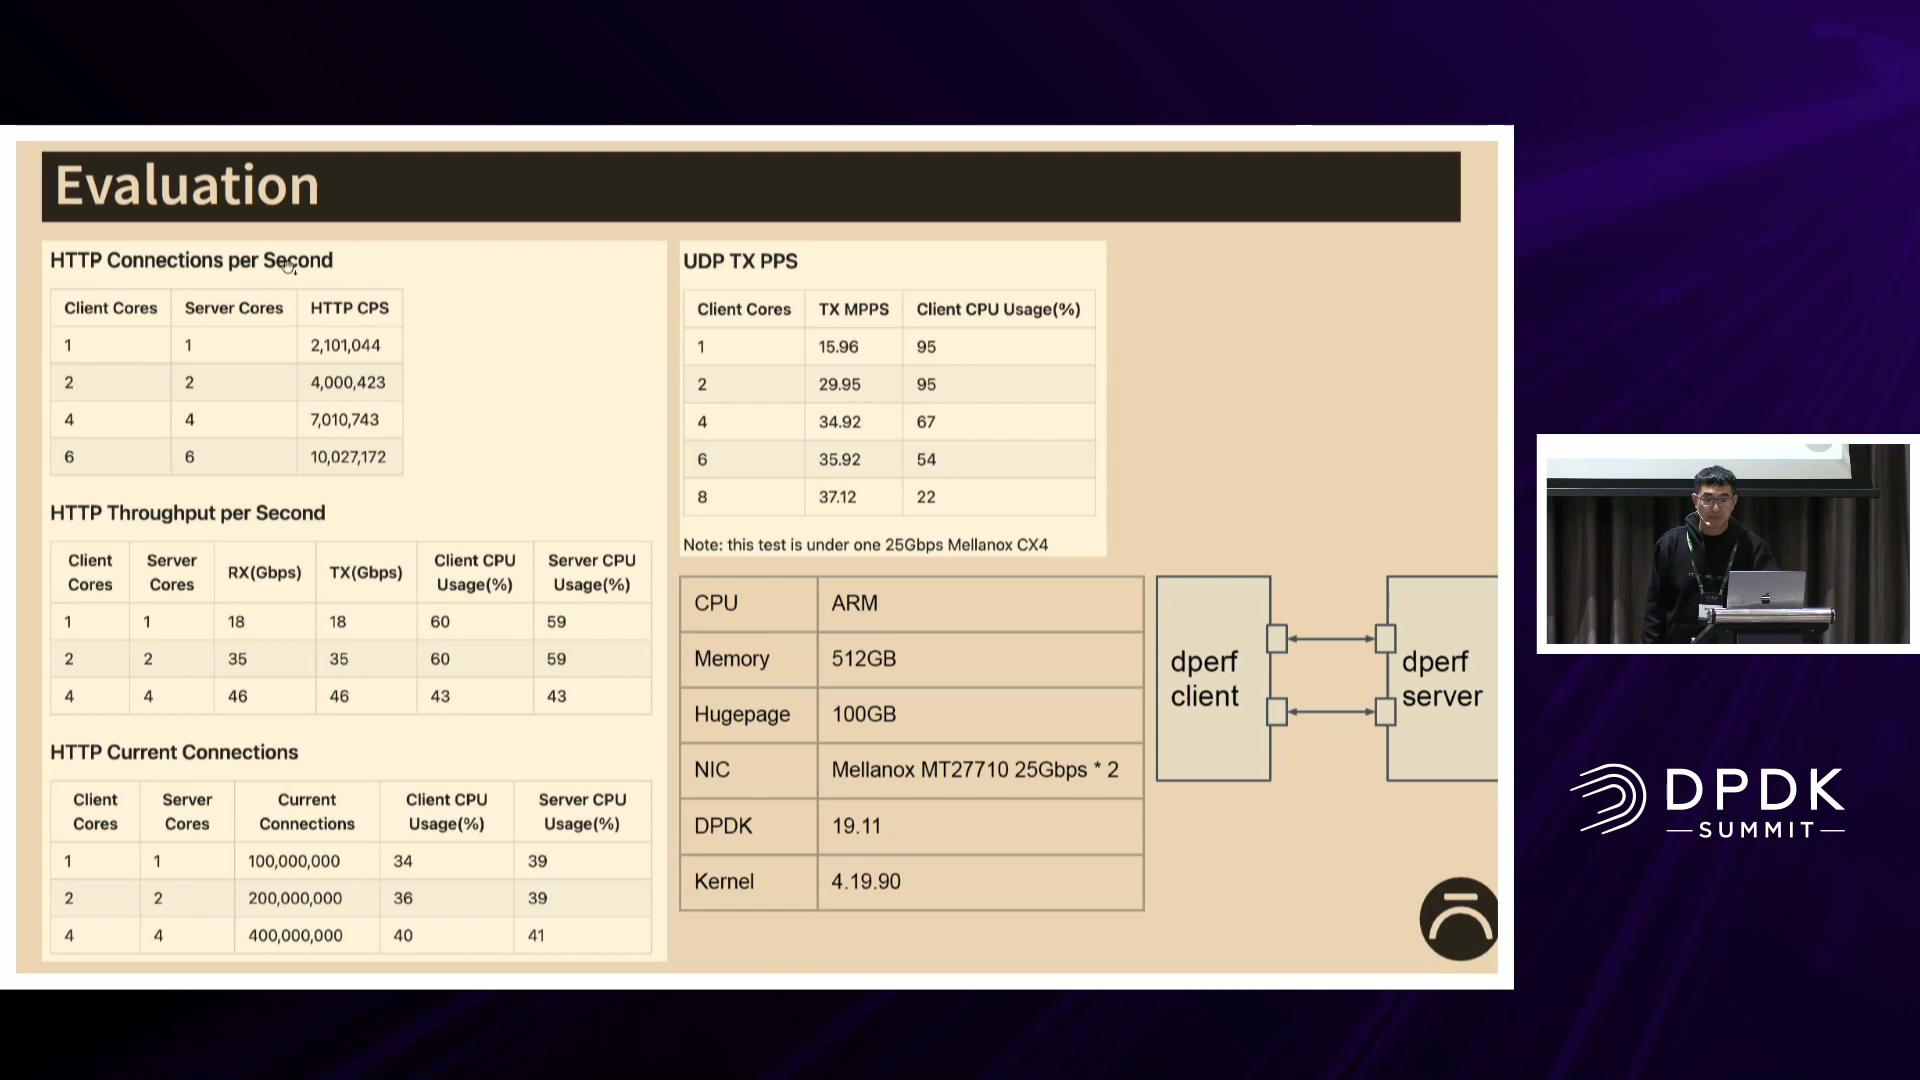 Evaluation
HTTP Connections per Second
Client Cores Server Cores HTTP CPS
1 1 2,101,044
2 2 4,000,423
4 4 7,010,743
6 6 10,027,172
HTTP Throughput per Second
Client Cores Server Cores RX(Gbps) TX(Gbps) Client CPU Usage(%) Server CPU Usage(%)
1 1 18 18 60 59
2 2 35 35 60 59
4 4 46 46 43 43
HTTP Current Connections
Client Cores Server Cores Current Connections Client CPU Usage(%) Server CPU Usage(%)
1 1 100,000,000 34 39
2 2 200,000,000 36 39
4 4 400,000,000 40 41
UDP TX PPS
Client Cores TX MPPS Client CPU Usage(%)
1 15.96 95
2 29.95 95
4 34.92 67
6 35.92 54
8 37.12 22
Note: this test is under one 25Gbps Mellanox CX4
CPU ARM
Memory 512GB
Hugepage 100GB
NIC Mellanox MT27710 25Gbps * 2
DPDK 19.11
Kernel 4.19.90
dperf client
dperf server
DPDK
SUMMIT